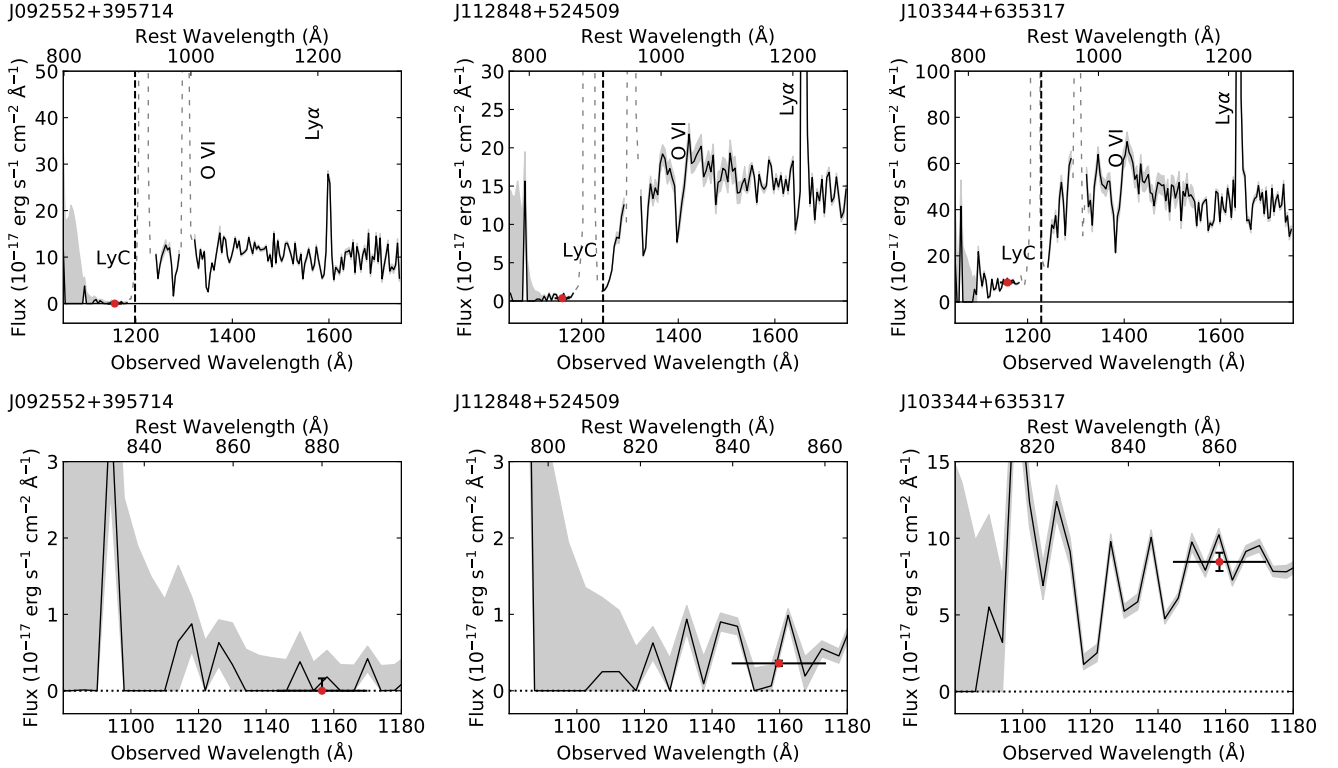 J092552+395714
Rest Wavelength (Å)
800 1000 1200
50
40
30
20
10
0
Flux (10⁻¹⁷ erg s⁻¹ cm⁻² Å⁻¹)
LyC
O VI
Lyα
1200 1400 1600
Observed Wavelength (Å)
J112848+524509
Rest Wavelength (Å)
800 1000 1200
30
25
20
15
10
5
0
Flux (10⁻¹⁷ erg s⁻¹ cm⁻² Å⁻¹)
LyC
O VI
Lyα
1200 1400 1600
Observed Wavelength (Å)
J103344+635317
Rest Wavelength (Å)
800 1000 1200
100
80
60
40
20
0
Flux (10⁻¹⁷ erg s⁻¹ cm⁻² Å⁻¹)
LyC
O VI
Lyα
1200 1400 1600
Observed Wavelength (Å)
J092552+395714
Rest Wavelength (Å)
840 860 880
3
2
1
0
Flux (10⁻¹⁷ erg s⁻¹ cm⁻² Å⁻¹)
1100 1120 1140 1160 1180
Observed Wavelength (Å)
J112848+524509
Rest Wavelength (Å)
800 820 840 860
3
2
1
0
Flux (10⁻¹⁷ erg s⁻¹ cm⁻² Å⁻¹)
1100 1120 1140 1160 1180
Observed Wavelength (Å)
J103344+635317
Rest Wavelength (Å)
820 840 860
15
10
5
0
Flux (10⁻¹⁷ erg s⁻¹ cm⁻² Å⁻¹)
1100 1120 1140 1160 1180
Observed Wavelength (Å)